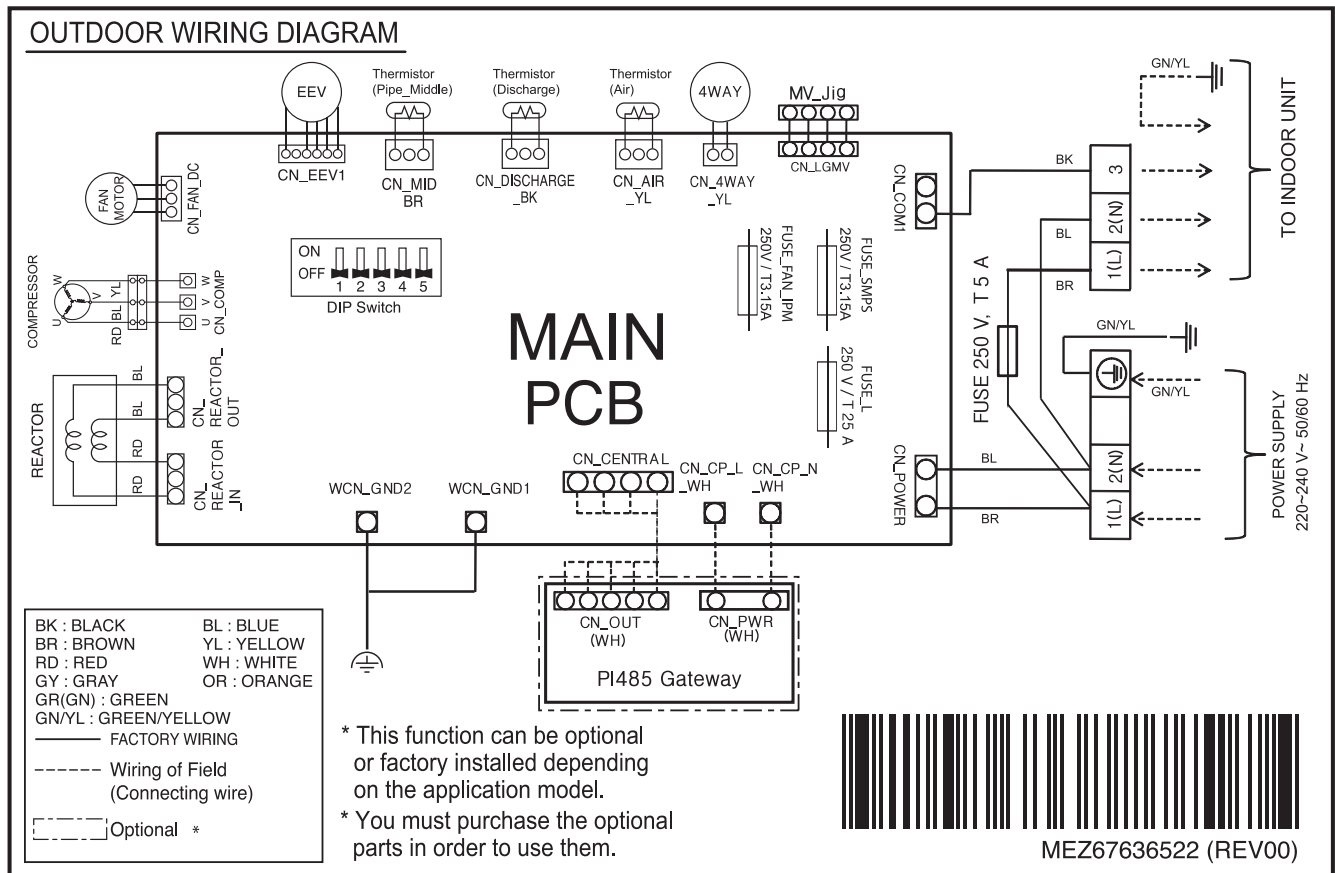 OUTDOOR WIRING DIAGRAM
EEV
Thermistor
(Pipe_Middle)
Thermistor
(Discharge)
Thermistor
(Air)
4WAY
MV_Jig
CN_EEV1
CN_MID
BR
CN_DISCHARGE
_BK
CN_AIR
_YL
CN_4WAY
_YL
CN_LGMV
FAN
MOTOR
CN_FAN_DC
COMPRESSOR
W
V
U
YL
BL
RD
W
V
U
CN_COMP
REACTOR
BL
BL
RD
RD
CN_
REACTOR_
OUT
CN_
REACTOR
_IN
ON
OFF
1 2 3 4 5
DIP Switch
MAIN
PCB
FUSE_FAN_IPM
250V / T3.15A
FUSE_SMPS
250V / T3.15A
FUSE_L
250 V / T 25 A
CN_COM1
CN_POWER
BK
BL
BR
3
2(N)
1(L)
GN/YL
TO INDOOR UNIT
FUSE 250 V, T 5 A
GN/YL
GN/YL
BL
BR
2(N)
1(L)
POWER SUPPLY
220~240 V~ 50/60 Hz
WCN_GND2
WCN_GND1
CN_CENTRAL
CN_CP_L
_WH
CN_CP_N
_WH
CN_OUT
(WH)
CN_PWR
(WH)
PI485 Gateway
BK : BLACK BL : BLUE
BR : BROWN YL : YELLOW
RD : RED WH : WHITE
GY : GRAY OR : ORANGE
GR(GN) : GREEN
GN/YL : GREEN/YELLOW
FACTORY WIRING
Wiring of Field
(Connecting wire)
Optional *
* This function can be optional
or factory installed depending
on the application model.
* You must purchase the optional
parts in order to use them.
MEZ67636522 (REV00)